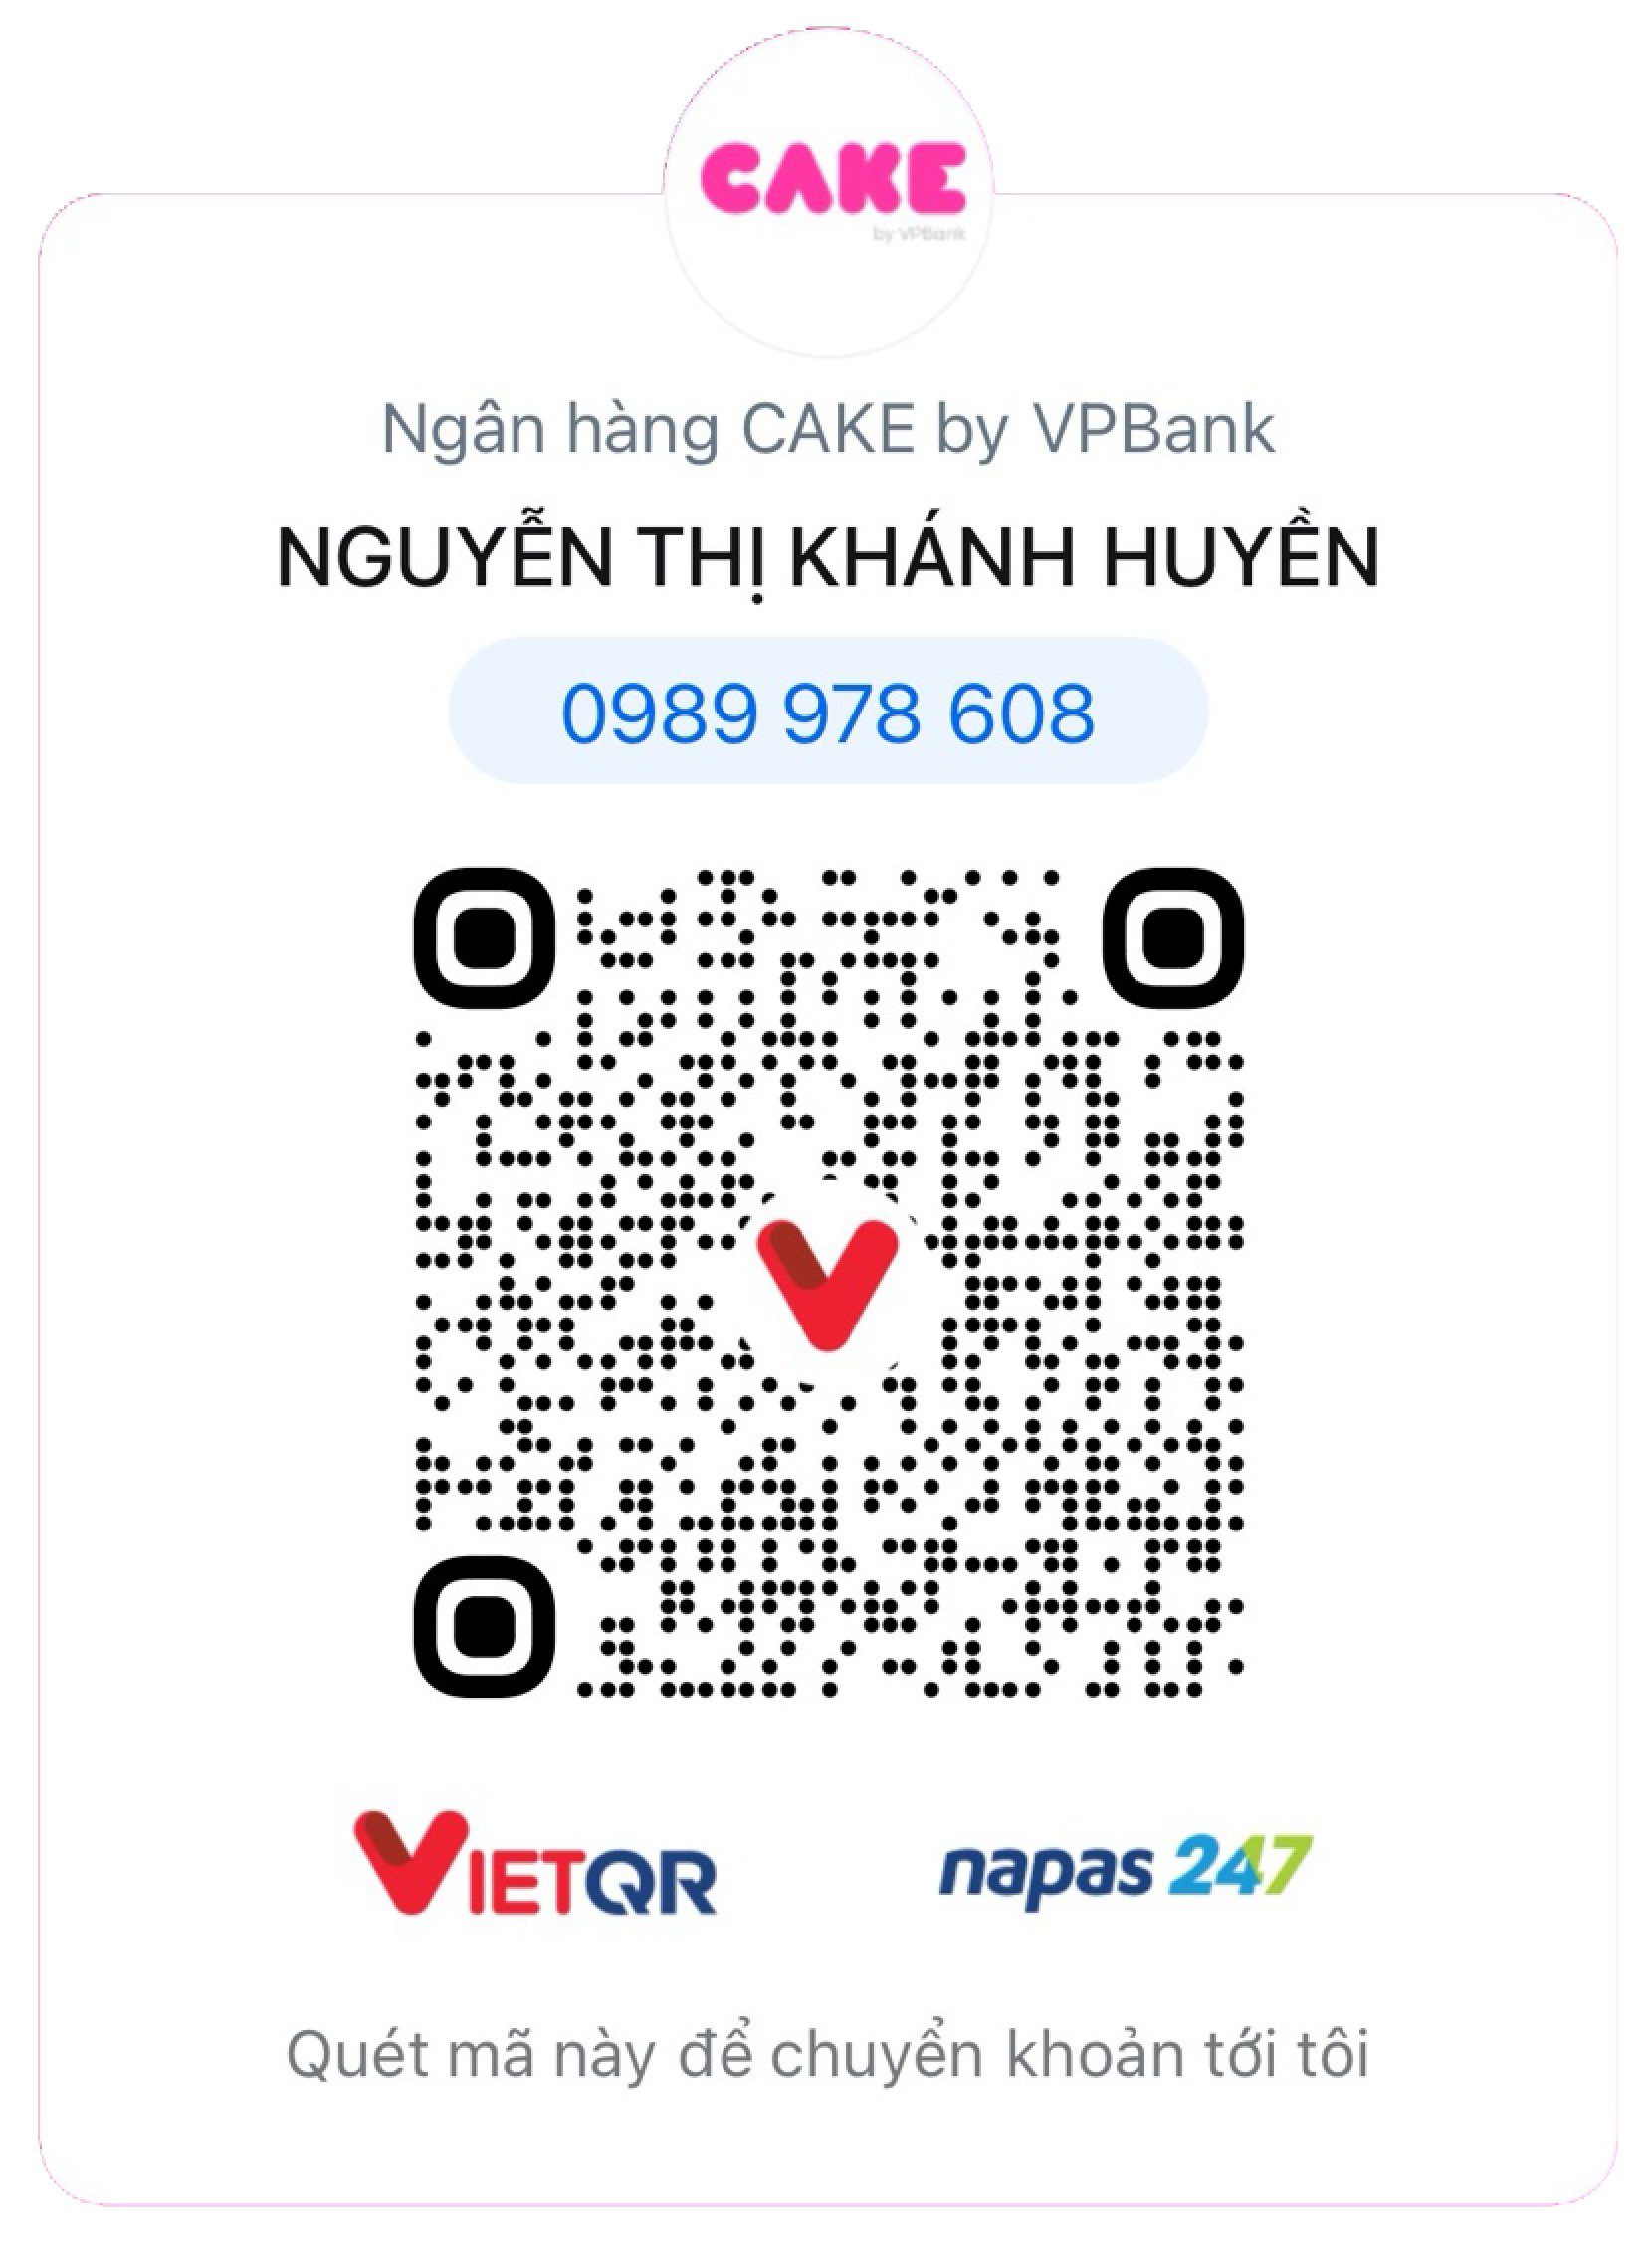 CAKE
by VPBank
Ngân hàng CAKE by VPBank
NGUYỄN THỊ KHÁNH HUYỀN
0989 978 608
VIETQR
napas 247
Quét mã này để chuyển khoản tới tôi